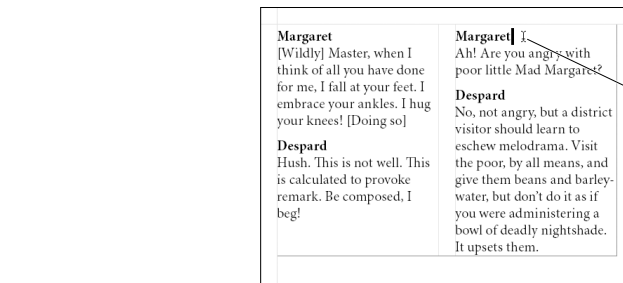 Margaret
[Wildly] Master, when I
think of all you have done
for me, I fall at your feet. I
embrace your ankles. I hug
your knees! [Doing so]
Despard
Hush. This is not well. This
is calculated to provoke
remark. Be composed, I
beg!
Margaret
Ah! Are you angry with
poor little Mad Margaret?
Despard
No, not angry, but a district
visitor should learn to
eschew melodrama. Visit
the poor, by all means, and
give them beans and barley-
water, but don’t do it as if
you were administering a
bowl of deadly nightshade.
It upsets them.